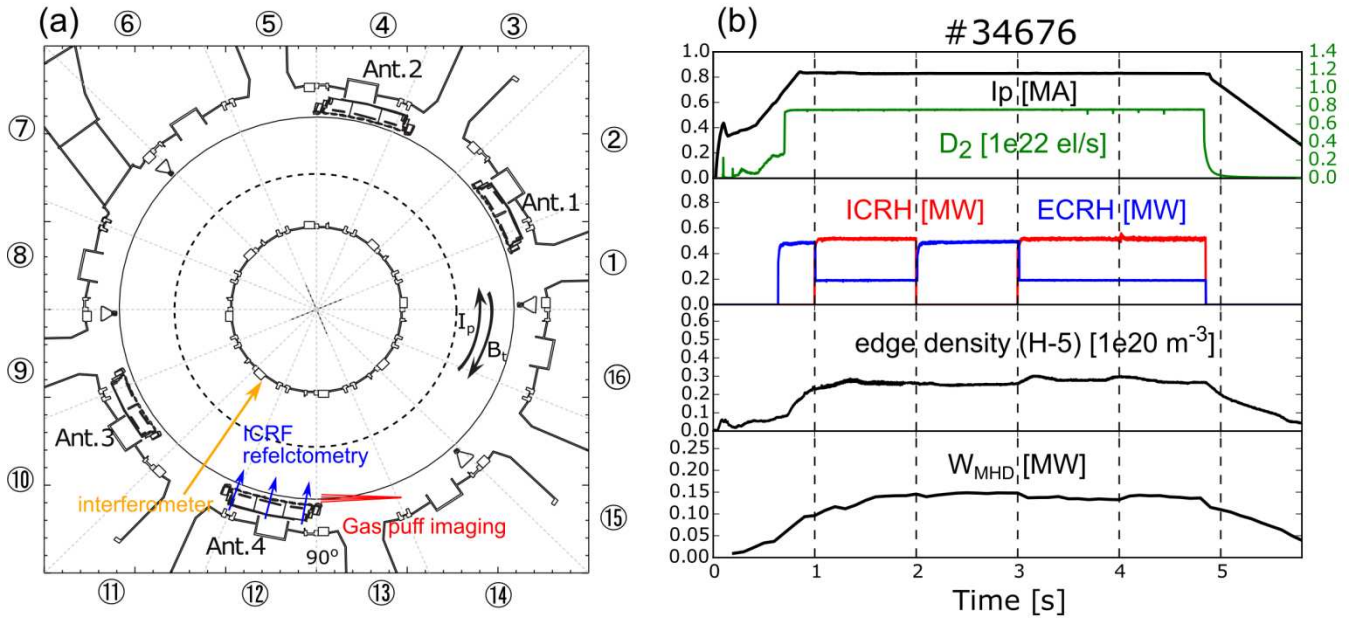 (a)
⑥ ⑤ ④ ③
Ant.2
⑦ ②
Ant.1
⑧ ①
Ip
Bt
⑨ ⑯
Ant.3
ICRF
refelctometry
⑩
interferometer
⑮
Gas puff imaging
Ant.4
90°
⑪ ⑫ ⑬ ⑭
(b)
#34676
1.0 1.4
0.8 1.2
0.6 1.0
0.4 0.8
0.2 0.6
0.0 0.4
0.2
0.0
Ip [MA]
D2 [1e22 el/s]
ICRH [MW] ECRH [MW]
0.8
0.6
0.4
0.2
0.0
edge density (H-5) [1e20 m-3]
0.6
0.5
0.4
0.3
0.2
0.1
0.0
WMHD [MW]
0.25
0.20
0.15
0.10
0.05
0.00
0 1 2 3 4 5
Time [s]